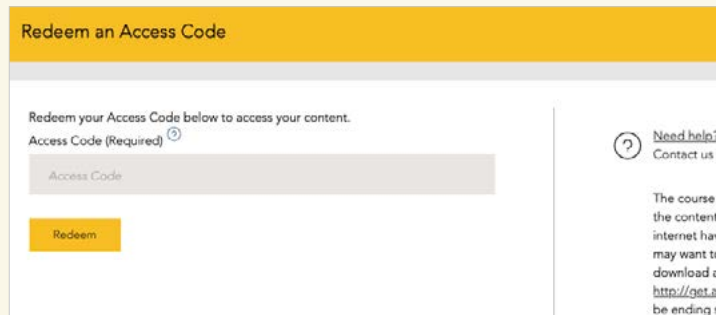 Redeem an Access Code
Redeem your Access Code below to access your content.
Access Code (Required) ?
Access Code
Redeem
? Need help?
Contact us
The course
the content
internet hav
may want to
download a
http://get.a
be ending s